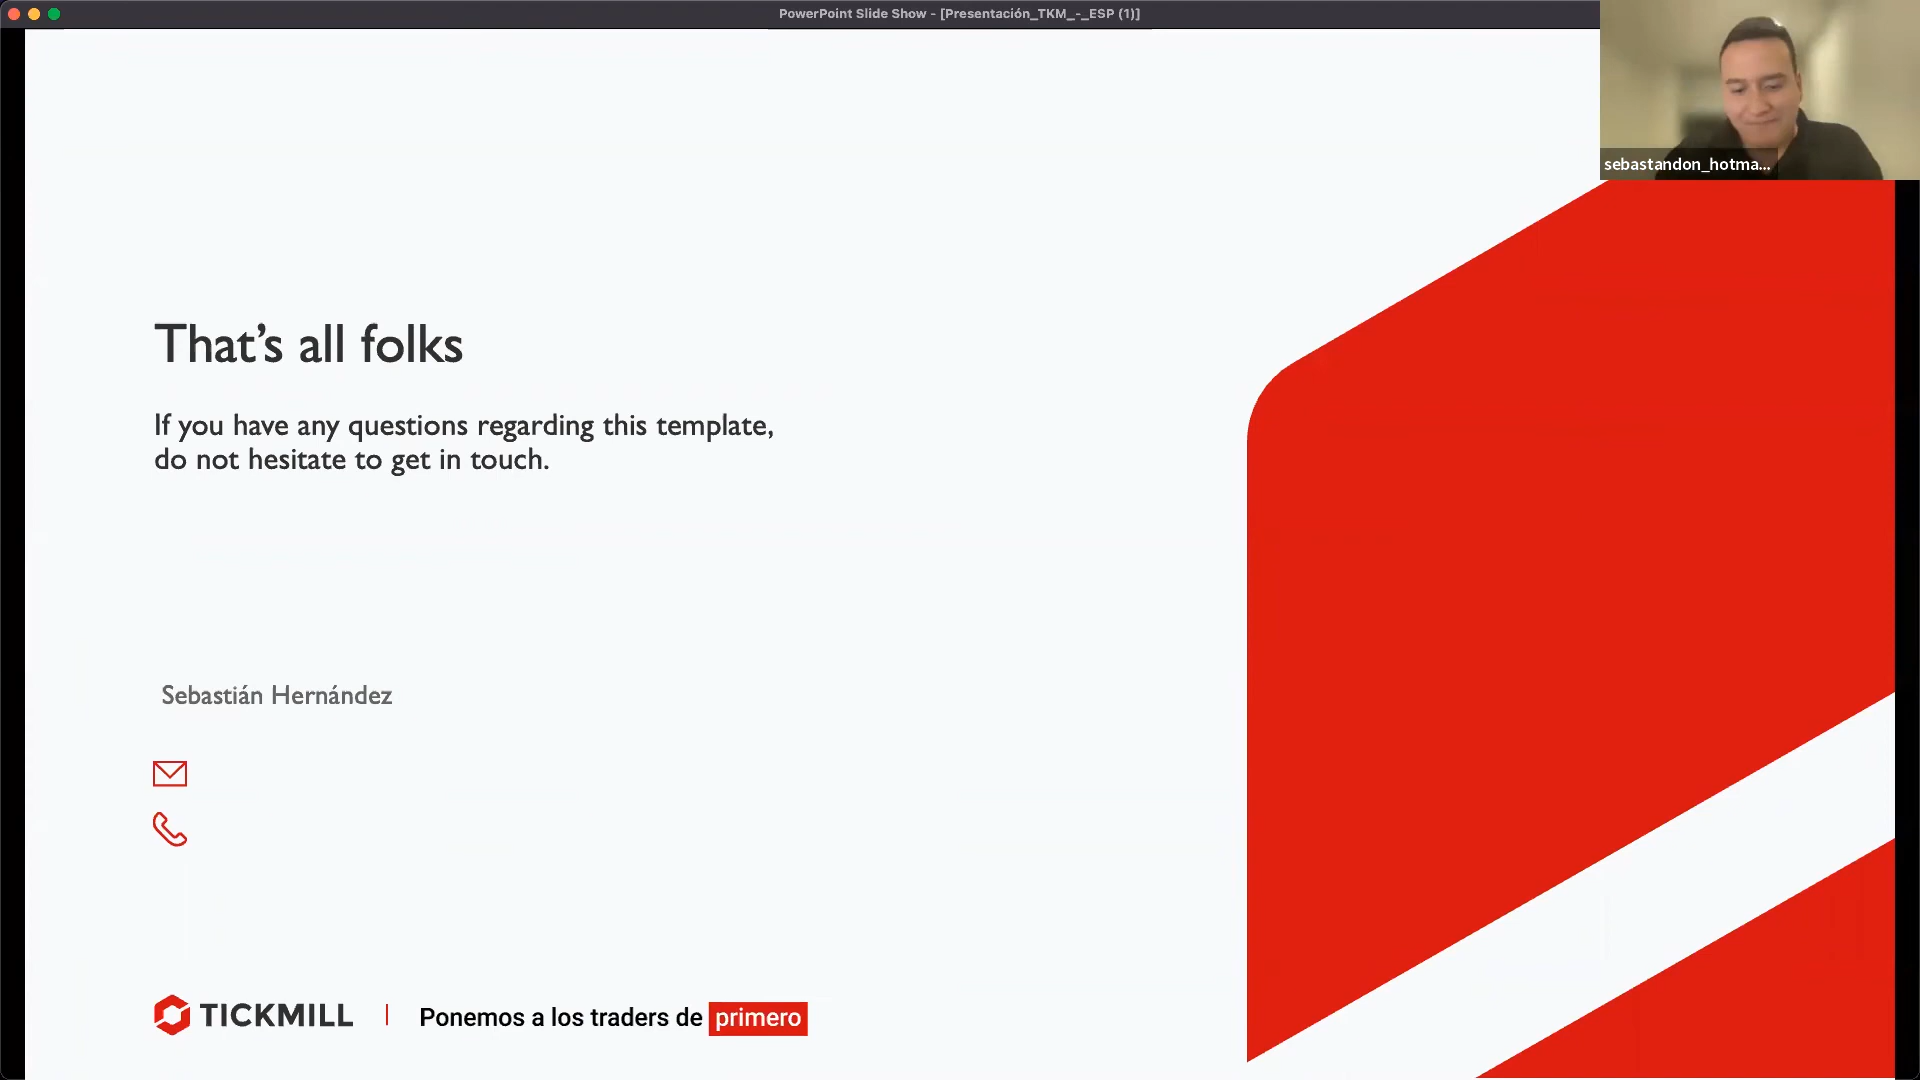 PowerPoint Slide Show - [Presentación_TKM_-_ESP (1)]
sebastandon_hotma...
That's all folks
If you have any questions regarding this template,
do not hesitate to get in touch.
Sebastián Hernández
TICKMILL
Ponemos a los traders de primero